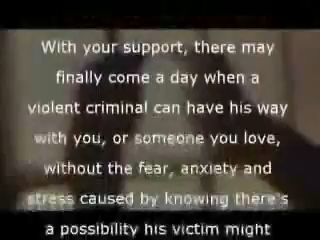 With your support, there may
finally come a day when a
violent criminal can have his way
with you, or someone you love,
without the fear, anxiety and
stress caused by knowing there's
a possibility his victim might